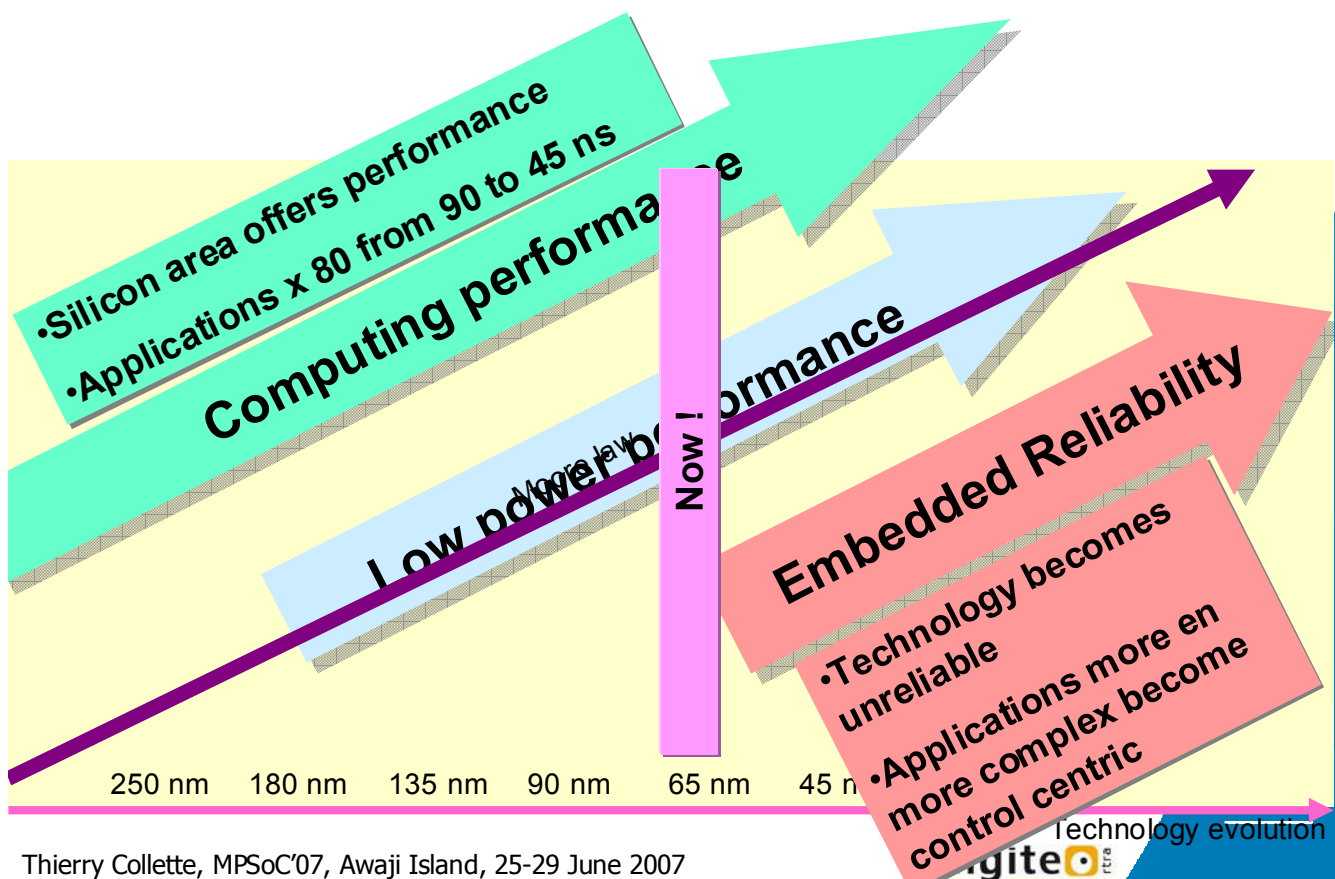 •Silicon area offers performance
•Applications x 80 from 90 to 45 ns
Computing performance
Low power performance
Moore law
Now !
Embedded Reliability
•Technology becomes
unreliable
•Applications more en
more complex become
control centric
250 nm 180 nm 135 nm 90 nm 65 nm 45 n
Technology evolution
Thierry Collette, MPSoC'07, Awaji Island, 25-29 June 2007